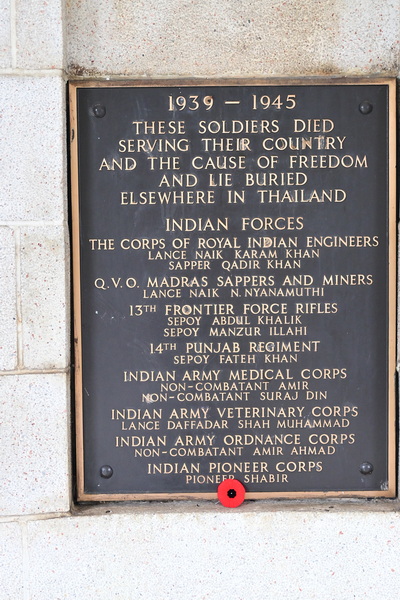 1939 – 1945
THESE SOLDIERS DIED
SERVING THEIR COUNTRY
AND THE CAUSE OF FREEDOM
AND LIE BURIED
ELSEWHERE IN THAILAND
INDIAN FORCES
THE CORPS OF ROYAL INDIAN ENGINEERS
LANCE NAIK KARAM KHAN
SAPPER QADIR KHAN
Q.V.O. MADRAS SAPPERS AND MINERS
LANCE NAIK N.NYANAMUTHI
13TH FRONTIER FORCE RIFLES
SEPOY ABDUL KHALIK
SEPOY MANZUR ILLAHI
14TH PUNJAB REGIMENT
SEPOY FATEH KHAN
INDIAN ARMY MEDICAL CORPS
NON-COMBATANT AMIR
NON-COMBATANT SURAJ DIN
INDIAN ARMY VETERINARY CORPS
LANCE DAFFADAR SHAH MUHAMMAD
INDIAN ARMY ORDNANCE CORPS
NON-COMBATANT AMIR AHMAD
INDIAN PIONEER CORPS
PIONEER SHABIR